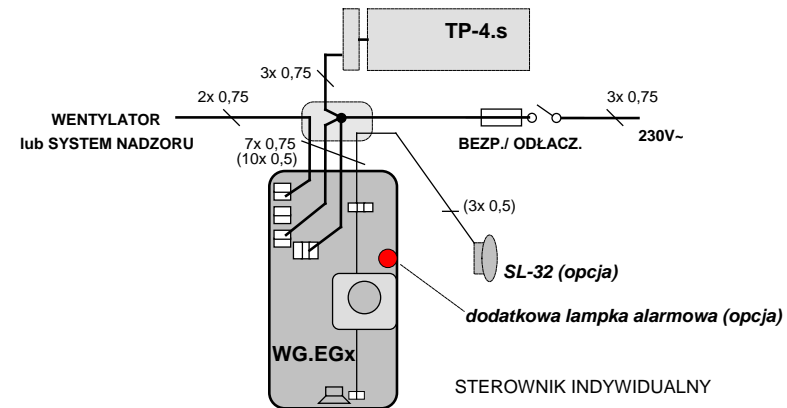 TP-4.s
3x 0,75
2x 0,75
3x 0,75
WENTYLATOR
lub SYSTEM NADZORU
BEZP./ ODŁACZ.
230V~
7x 0,75
(10x 0,5)
(3x 0,5)
SL-32 (opcja)
dodatkowa lampka alarmowa (opcja)
WG.EGx
STEROWNIK INDYWIDUALNY